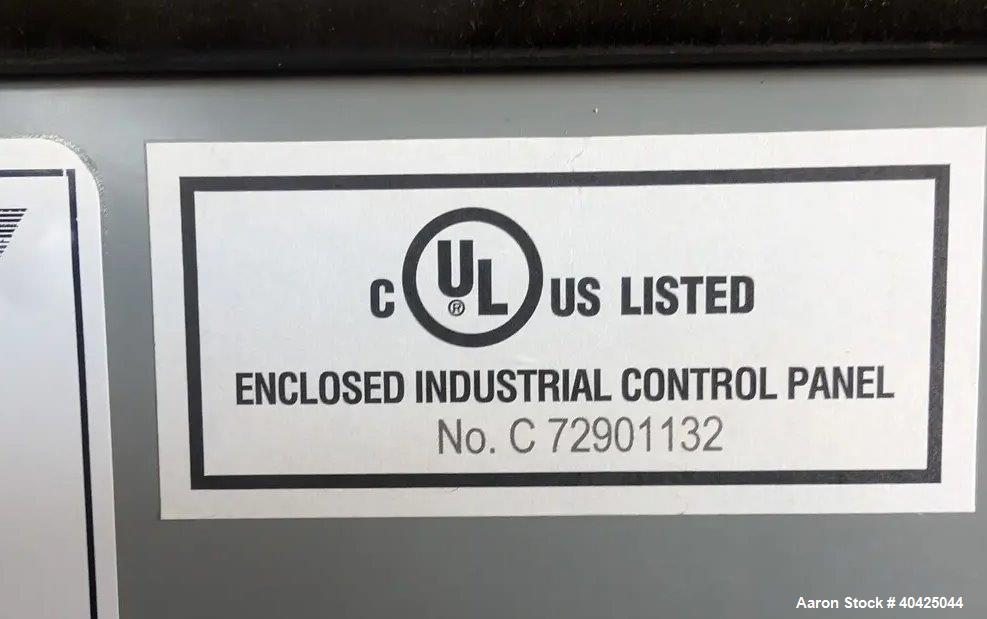 C UL ® US LISTED
ENCLOSED INDUSTRIAL CONTROL PANEL
No. C 72901132
Aaron Stock # 40425044